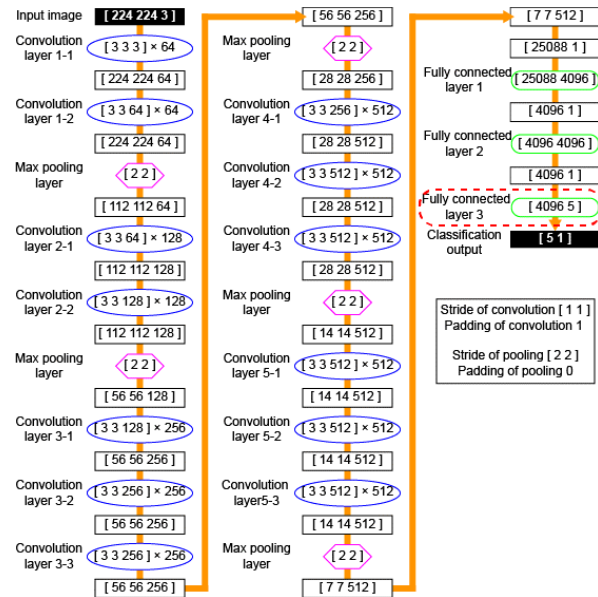 Input image
[ 224 224 3 ]
Convolution
layer 1-1
[ 3 3 3 ] × 64
[ 224 224 64 ]
Convolution
layer 1-2
[ 3 3 64 ] × 64
[ 224 224 64 ]
Max pooling
layer
[ 2 2 ]
[ 112 112 64 ]
Convolution
layer 2-1
[ 3 3 64 ] × 128
[ 112 112 128 ]
Convolution
layer 2-2
[ 3 3 128 ] × 128
[ 112 112 128 ]
Max pooling
layer
[ 2 2 ]
[ 56 56 128 ]
Convolution
layer 3-1
[ 3 3 128 ] × 256
[ 56 56 256 ]
Convolution
layer 3-2
[ 3 3 256 ] × 256
[ 56 56 256 ]
Convolution
layer 3-3
[ 3 3 256 ] × 256
[ 56 56 256 ]
[ 56 56 256 ]
Max pooling
layer
[ 2 2 ]
[ 28 28 256 ]
Convolution
layer 4-1
[ 3 3 256 ] × 512
[ 28 28 512 ]
Convolution
layer 4-2
[ 3 3 512 ] × 512
[ 28 28 512 ]
Convolution
layer 4-3
[ 3 3 512 ] × 512
[ 28 28 512 ]
Max pooling
layer
[ 2 2 ]
[ 14 14 512 ]
Convolution
layer 5-1
[ 3 3 512 ] × 512
[ 14 14 512 ]
Convolution
layer 5-2
[ 3 3 512 ] × 512
[ 14 14 512 ]
Convolution
layer5-3
[ 3 3 512 ] × 512
[ 14 14 512 ]
Max pooling
layer
[ 2 2 ]
[ 7 7 512 ]
[ 7 7 512 ]
[ 25088 1 ]
Fully connected
layer 1
[ 25088 4096 ]
[ 4096 1 ]
Fully connected
layer 2
[ 4096 4096 ]
[ 4096 1 ]
Fully connected
layer 3
[ 4096 5 ]
Classification
output
[ 5 1 ]
Stride of convolution [ 1 1 ]
Padding of convolution 1
Stride of pooling [ 2 2 ]
Padding of pooling 0